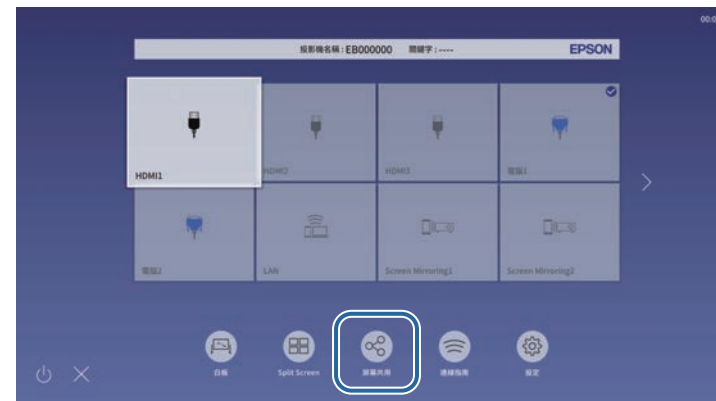 00:0
投影機名稱 : EB000000 關鍵字 : ---- EPSON
HDMI1 HDMI2 HDMI3 電腦1
電腦2 LAN Screen Mirroring1 Screen Mirroring2
白板 Split Screen 屏幕共用 連線指南 設定